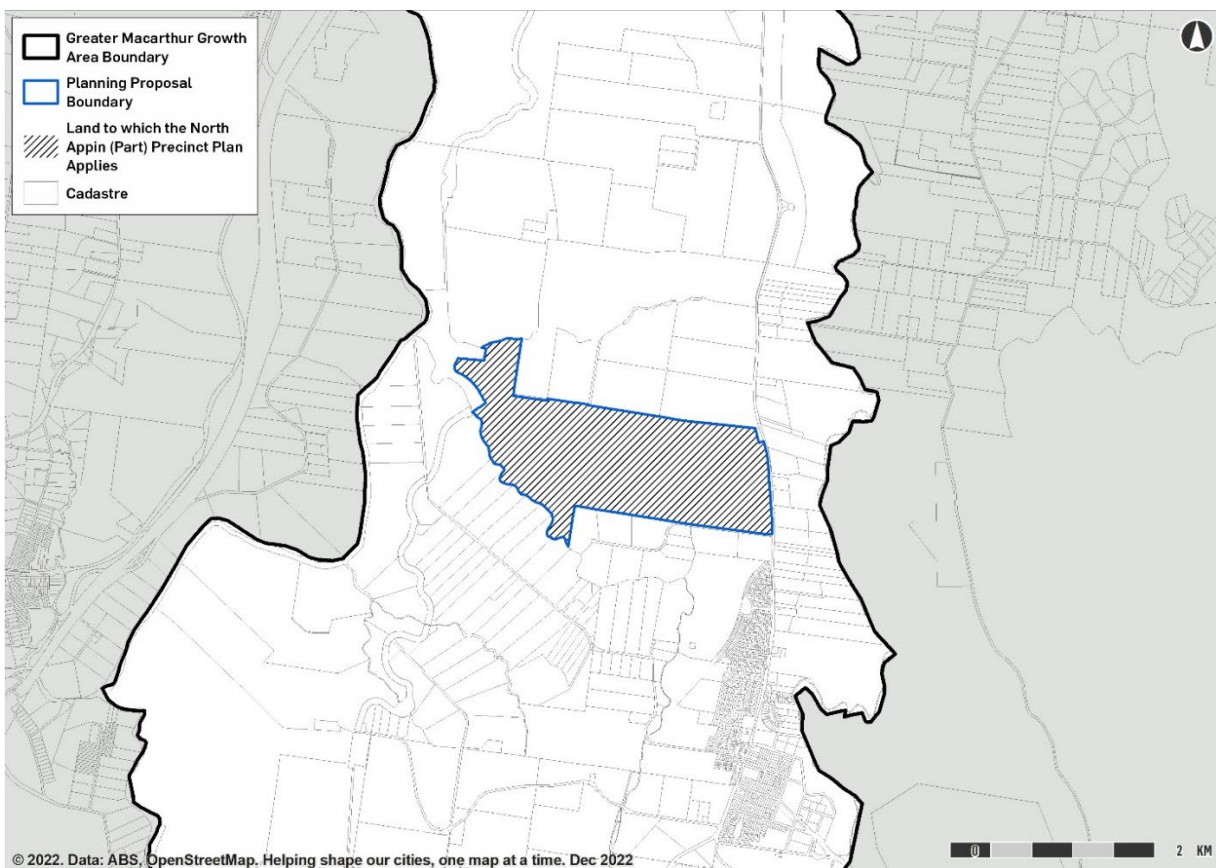 Greater Macarthur Growth
Area Boundary
Planning Proposal
Boundary
Land to which the North
Appin (Part) Precinct Plan
Applies
Cadastre
© 2022. Data: ABS, OpenStreetMap. Helping shape our cities, one map at a time. Dec 2022
0 2 KM